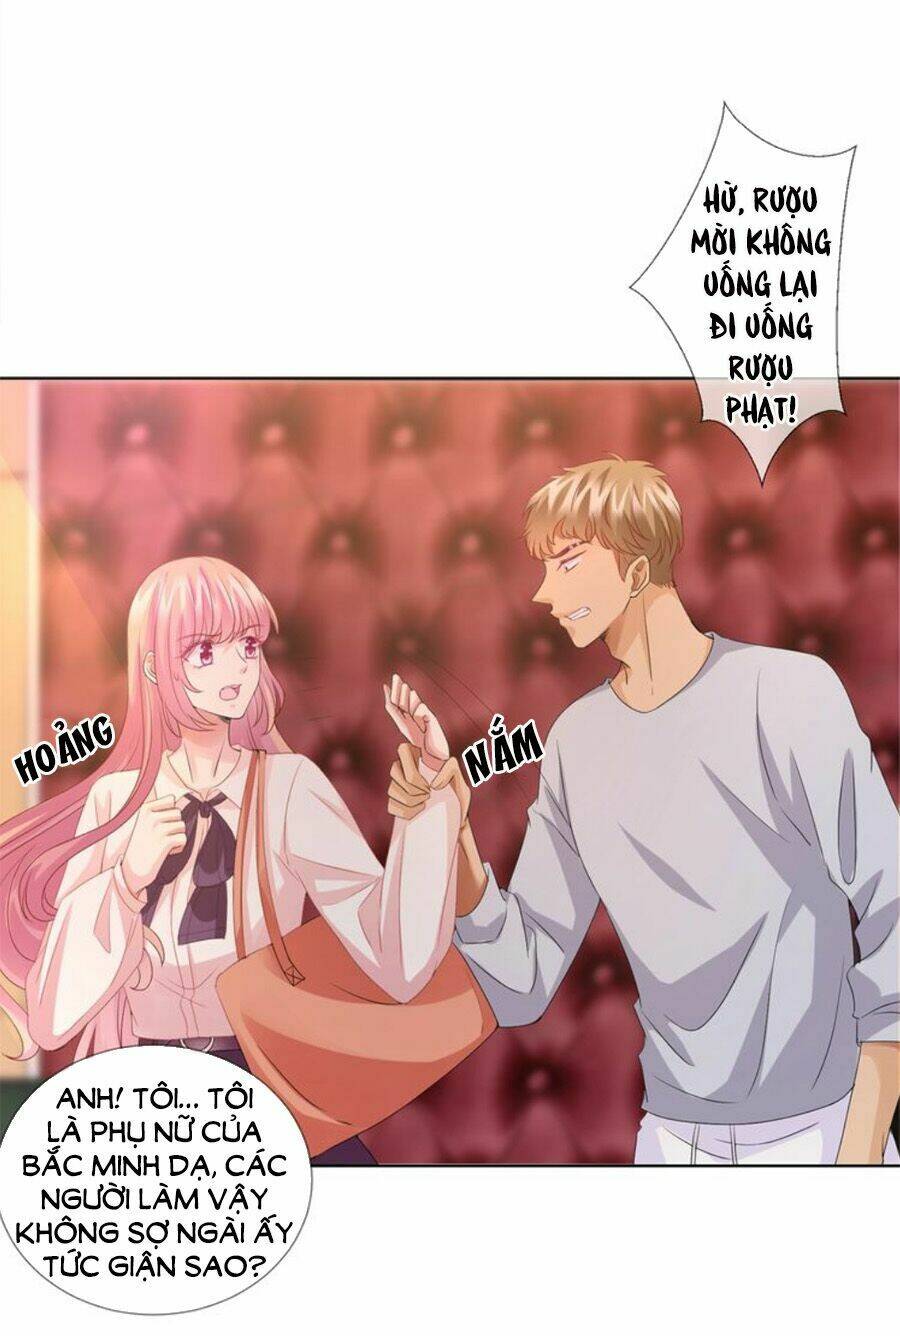 HỪ, RƯỢU
MỜI KHÔNG
UỐNG LẠI
ĐI UỐNG
RƯỢU
PHẠT!
HOẢNG
NẮM
ANH! TÔI... TÔI
LÀ PHỤ NỮ CỦA
BẮC MINH DẠ, CÁC
NGƯỜI LÀM VẬY
KHÔNG SỢ NGÀI ẤY
TỨC GIẬN SAO?